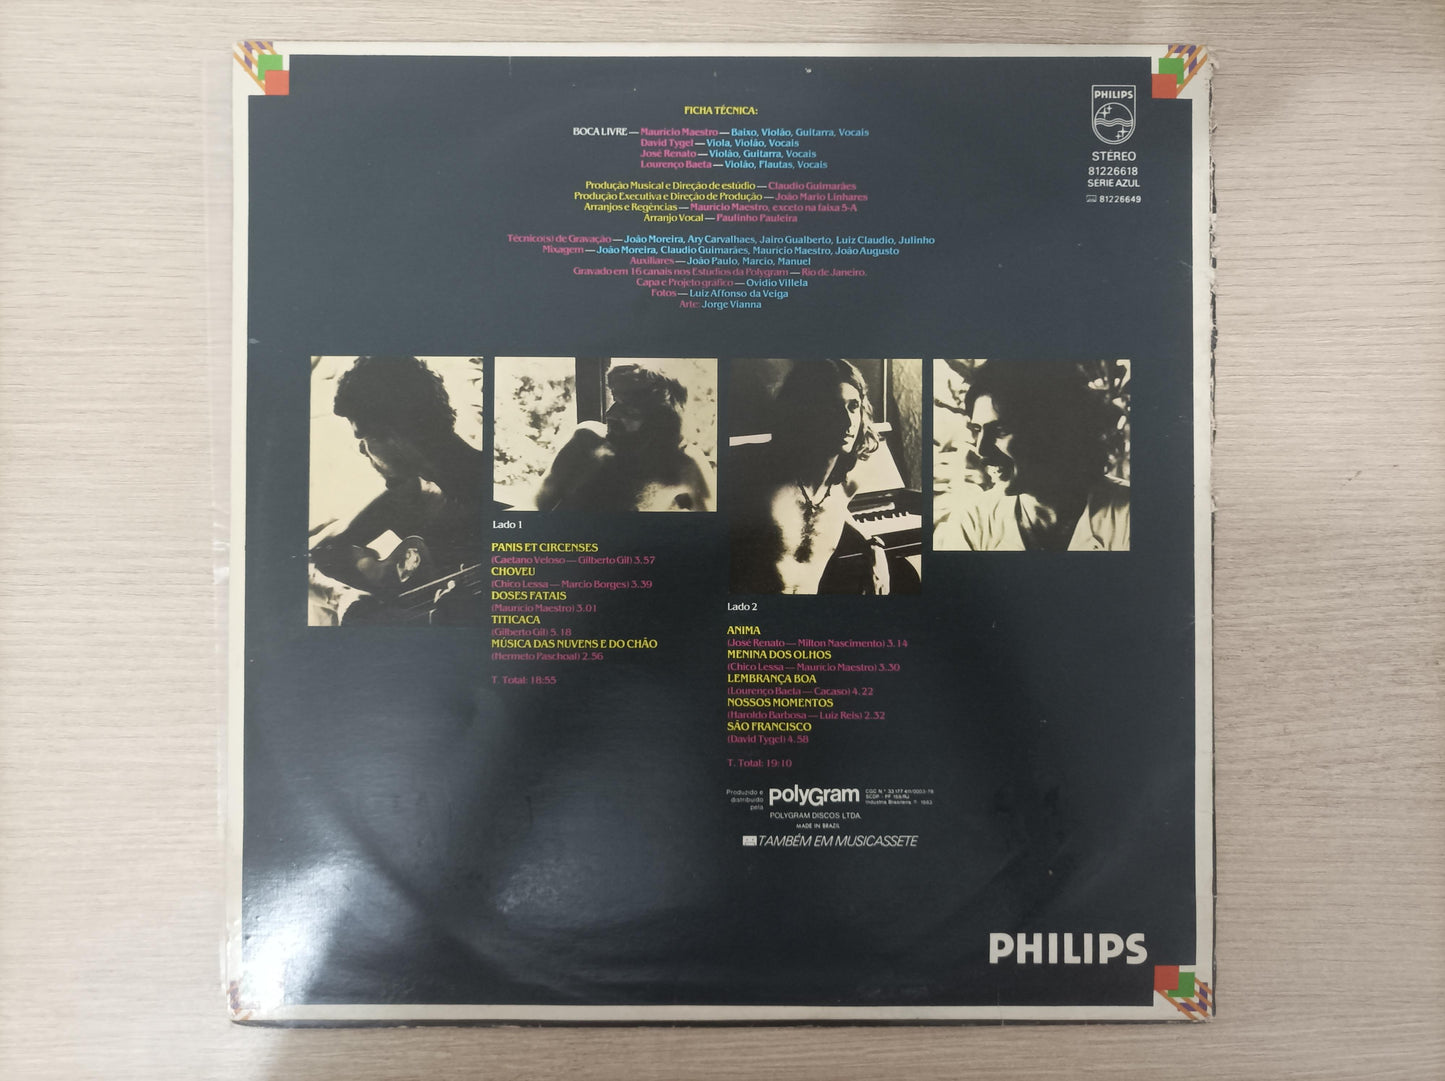 FICHA TÉCNICA:
BOCA LIVRE — Maurício Maestro — Baixo, Violão, Guitarra, Vocais
David Tygel — Viola, Violão, Vocais
José Renato — Violão, Guitarra, Vocais
Lourenço Baeta — Violão, Flautas, Vocais
Produção Musical e Direção de estúdio — Claudio Guimarães
Produção Executiva e Direção de Produção — João Mario Linhares
Arranjos e Regências — Maurício Maestro, exceto na faixa 5-A
Arranjo Vocal — Paulinho Pauleira
Técnico(s) de Gravação — João Moreira, Ary Carvalhaes, Jairo Gualberto, Luiz Claudio, Julinho
Mixagem — João Moreira, Claudio Guimarães, Maurício Maestro, João Augusto
Auxiliares — João Paulo, Marcio, Manuel
Gravado em 16 canais nos Estúdios da Polygram — Rio de Janeiro.
Capa e Projeto gráfico — Ovidio Villela
Fotos — Luiz Affonso da Veiga
Arte: Jorge Vianna
PHILIPS
STÉREO
81226618
SERIE AZUL
81226649
Lado 1
PANIS ET CIRCENSES
(Caetano Veloso — Gilberto Gil) 3.57
CHOVEU
(Chico Lessa — Marcio Borges) 3.39
DOSES FATAIS
(Maurício Maestro) 3.01
TITICACA
(Gilberto Gil) 5.18
MÚSICA DAS NUVENS E DO CHÃO
(Hermeto Paschoal) 2.56
T. Total: 18:55
Lado 2
ANIMA
(José Renato — Milton Nascimento) 3.14
MENINA DOS OLHOS
(Chico Lessa — Maurício Maestro) 3.30
LEMBRANÇA BOA
(Lourenço Baeta — Cacaso) 4.22
NOSSOS MOMENTOS
(Haroldo Barbosa — Luiz Reis) 2.32
SÃO FRANCISCO
(David Tygel) 4.58
T. Total: 19:10
Produzido e
distribuído
pela
polyGram
Indústria Brasileira
POLYGRAM DISCOS LTDA.
MADE IN BRAZIL
TAMBÉM EM MUSICASSETE
PHILIPS